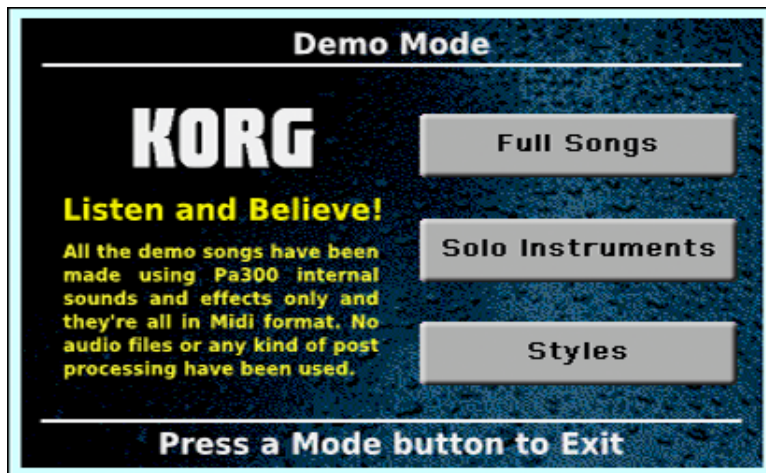 Demo Mode
KORG
Listen and Believe!
All the demo songs have been
made using Pa300 internal
sounds and effects only and
they're all in Midi format. No
audio files or any kind of post
processing have been used.
Full Songs
Solo Instruments
Styles
Press a Mode button to Exit